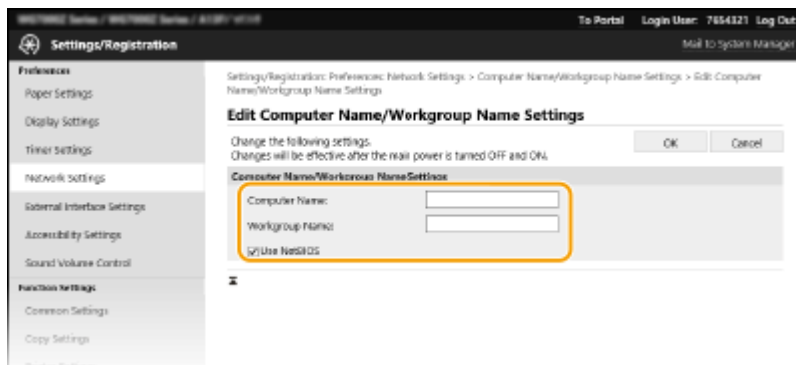 To Portal Login User: 7654321 Log Out
Settings/Registration
Mail to System Manager
Preferences
Paper Settings
Display Settings
Timer Settings
Network Settings
External Interface Settings
Accessibility Settings
Sound Volume Control
Function Settings
Common Settings
Copy Settings
Settings/Registration: Preferences: Network Settings > Computer Name/Workgroup Name Settings > Edit Computer
Name/Workgroup Name Settings
Edit Computer Name/Workgroup Name Settings
Change the following settings.
Changes will be effective after the main power is turned OFF and ON.
OK Cancel
Computer Name/Workgroup NameSettings
Computer Name:
Workgroup Name:
Use NetBIOS